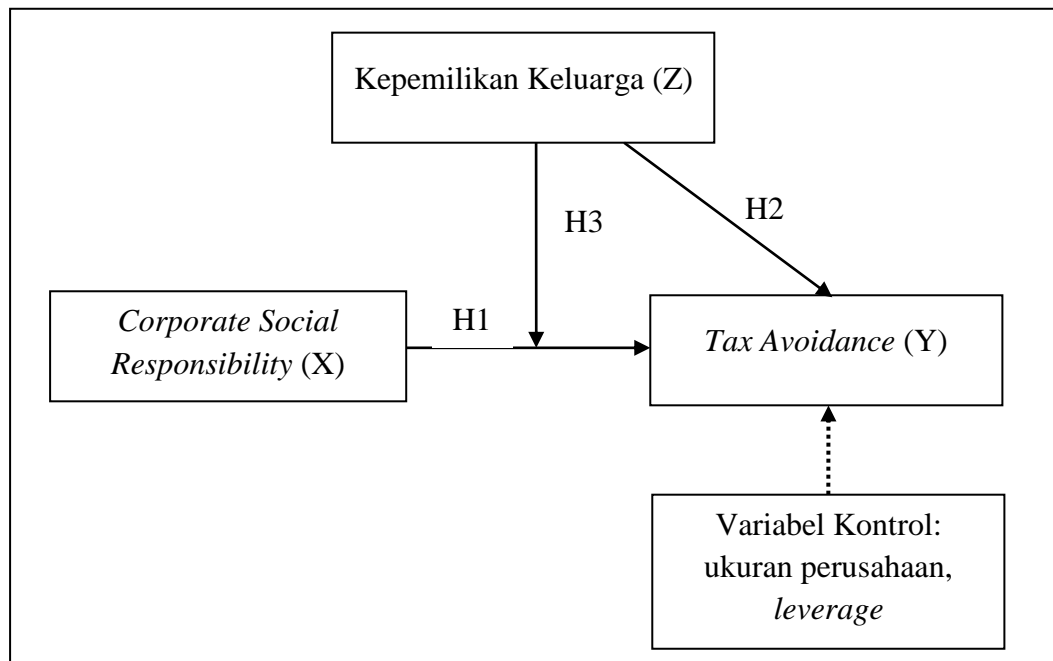 Kepemilikan Keluarga (Z)
H2
H3
Corporate Social
Responsibility (X)
H1
Tax Avoidance (Y)
Variabel Kontrol:
ukuran perusahaan,
leverage